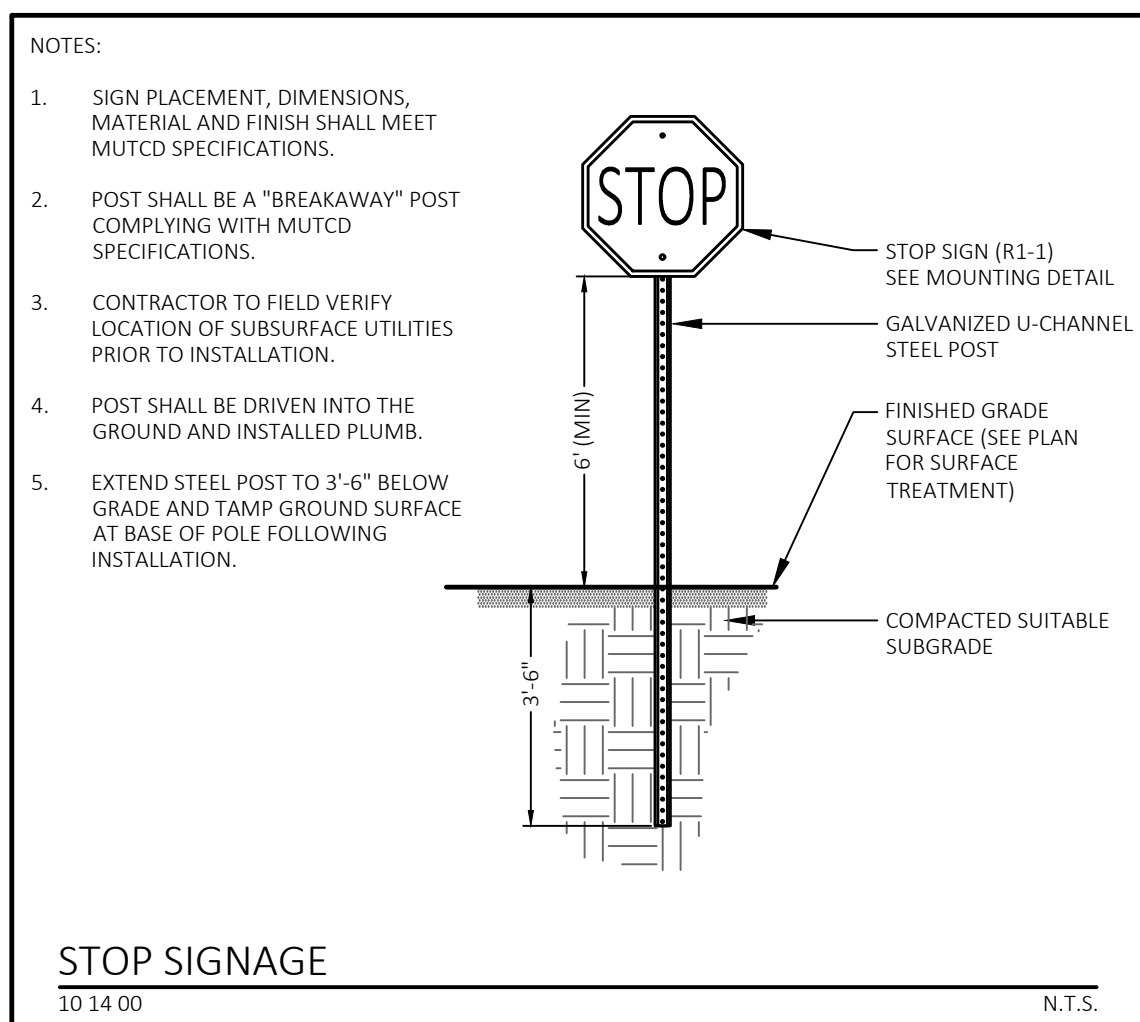 NOTES:
1. SIGN PLACEMENT, DIMENSIONS,
MATERIAL AND FINISH SHALL MEET
MUTCD SPECIFICATIONS.
2. POST SHALL BE A "BREAKAWAY" POST
COMPLYING WITH MUTCD
SPECIFICATIONS.
3. CONTRACTOR TO FIELD VERIFY
LOCATION OF SUBSURFACE UTILITIES
PRIOR TO INSTALLATION.
4. POST SHALL BE DRIVEN INTO THE
GROUND AND INSTALLED PLUMB.
5. EXTEND STEEL POST TO 3'-6" BELOW
GRADE AND TAMP GROUND SURFACE
AT BASE OF POLE FOLLOWING
INSTALLATION.
STOP
STOP SIGN (R1-1)
SEE MOUNTING DETAIL
GALVANIZED U-CHANNEL
STEEL POST
6' (MIN)
FINISHED GRADE
SURFACE (SEE PLAN
FOR SURFACE
TREATMENT)
3'-6"
COMPACTED SUITABLE
SUBGRADE
STOP SIGNAGE
10 14 00
N.T.S.